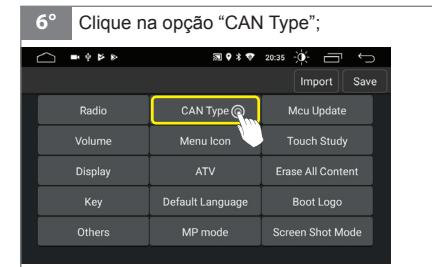 6° Clique na opção “CAN Type”;
20:35
Import Save
Radio CAN Type Mcu Update
Volume Menu Icon Touch Study
Display ATV Erase All Content
Key Default Language Boot Logo
Others MP mode Screen Shot Mode